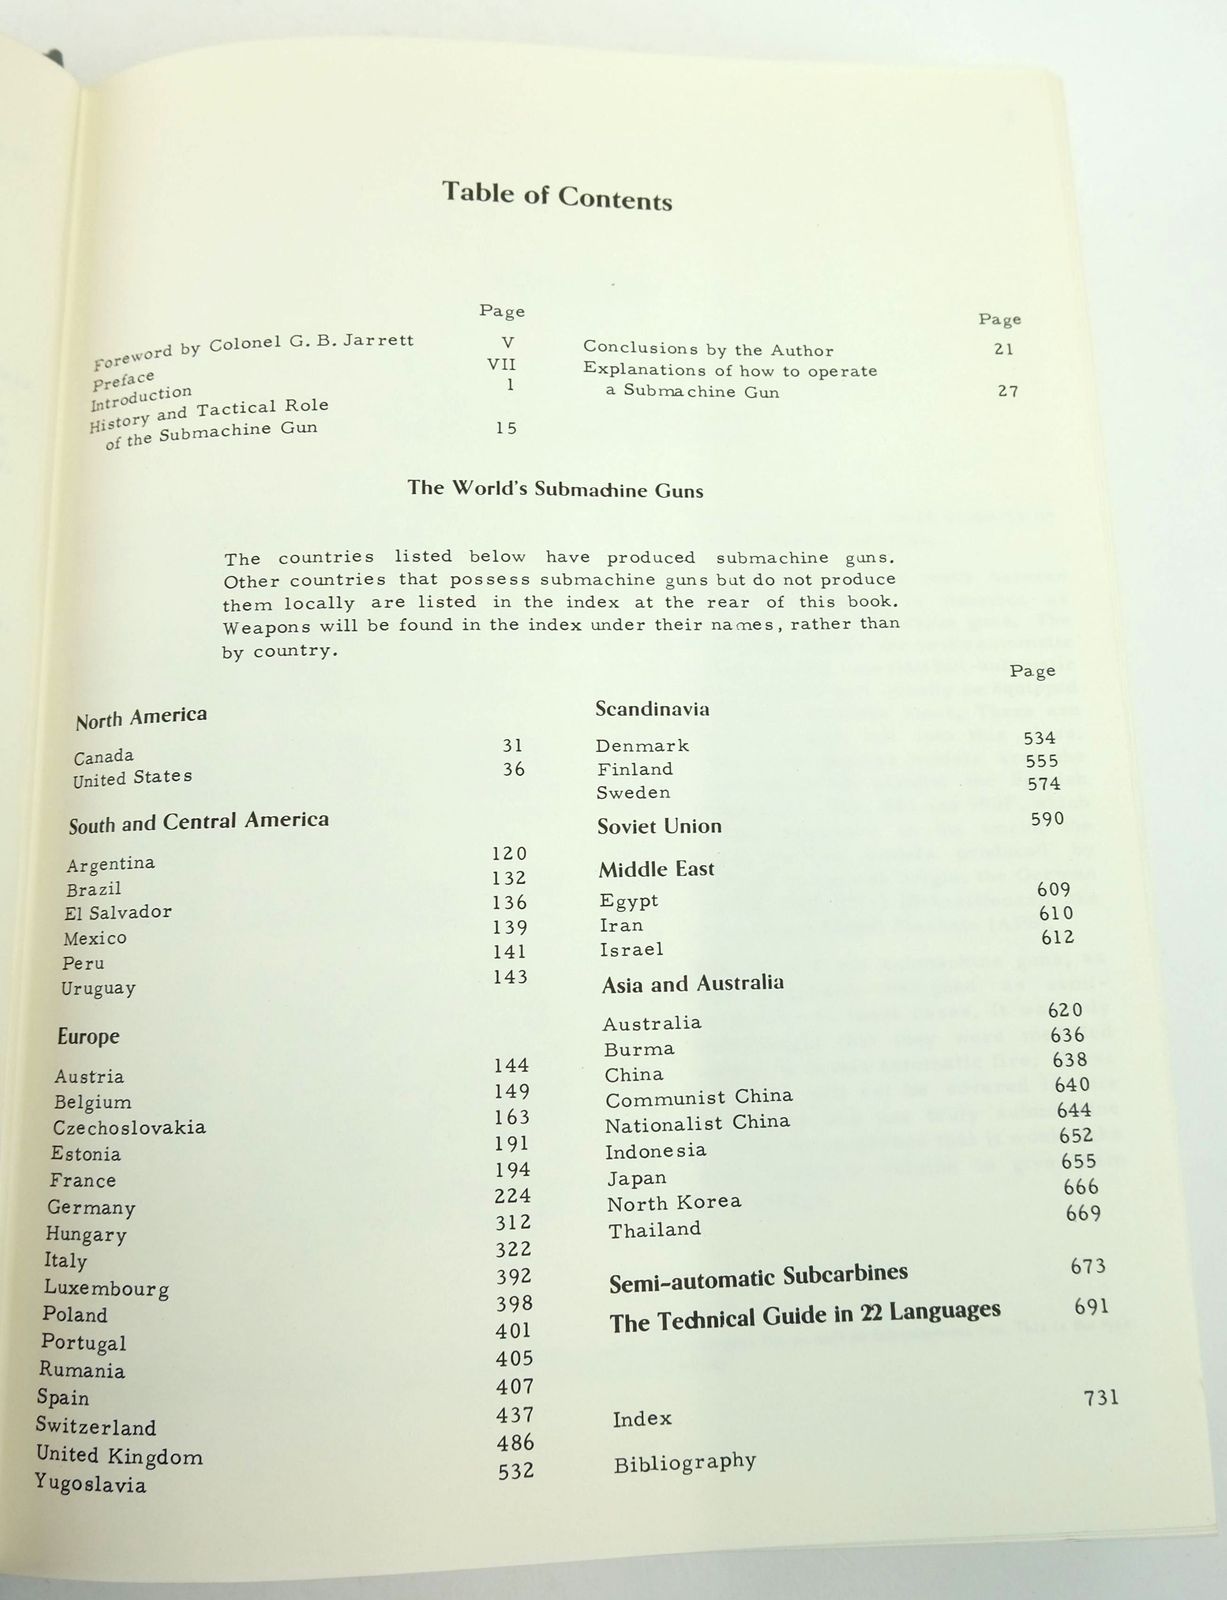 Table of Contents
Page
Foreword by Colonel G. B. Jarrett V
Preface VII
Introduction 1
History and Tactical Role
of the Submachine Gun 15
Page
Conclusions by the Author 21
Explanations of how to operate
a Submachine Gun 27
The World's Submachine Guns
The countries listed below have produced submachine guns.
Other countries that possess submachine guns but do not produce
them locally are listed in the index at the rear of this book.
Weapons will be found in the index under their names, rather than
by country.
North America
Canada 31
United States 36
South and Central America
Argentina 120
Brazil 132
El Salvador 136
Mexico 139
Peru 141
Uruguay 143
Europe
Austria 144
Belgium 149
Czechoslovakia 163
Estonia 191
France 194
Germany 224
Hungary 312
Italy 322
Luxembourg 392
Poland 398
Portugal 401
Rumania 405
Spain 407
Switzerland 437
United Kingdom 486
Yugoslavia 532
Page
Scandinavia
Denmark 534
Finland 555
Sweden 574
Soviet Union 590
Middle East
Egypt 609
Iran 610
Israel 612
Asia and Australia
Australia 620
Burma 636
China 638
Communist China 640
Nationalist China 644
Indonesia 652
Japan 655
North Korea 666
Thailand 669
Semi-automatic Subcarbines 673
The Technical Guide in 22 Languages 691
Index 731
Bibliography